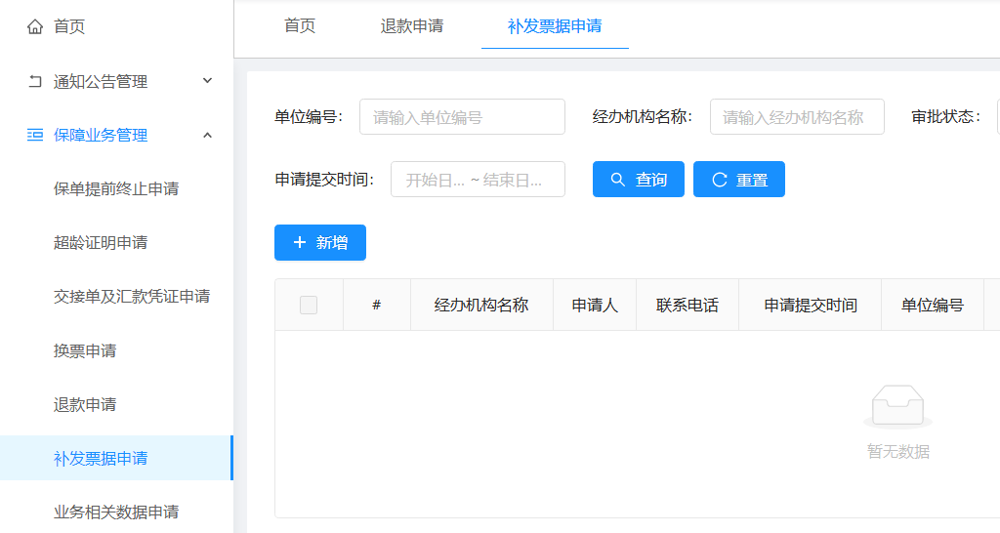 首页
通知公告管理
保障业务管理
保单提前终止申请
超龄证明申请
交接单及汇款凭证申请
换票申请
退款申请
补发票据申请
业务相关数据申请
首页 退款申请 补发票据申请
单位编号： 请输入单位编号 经办机构名称： 请输入经办机构名称 审批状态：
申请提交时间： 开始日... ~ 结束日... 查询 重置
新增
# 经办机构名称 申请人 联系电话 申请提交时间 单位编号
暂无数据